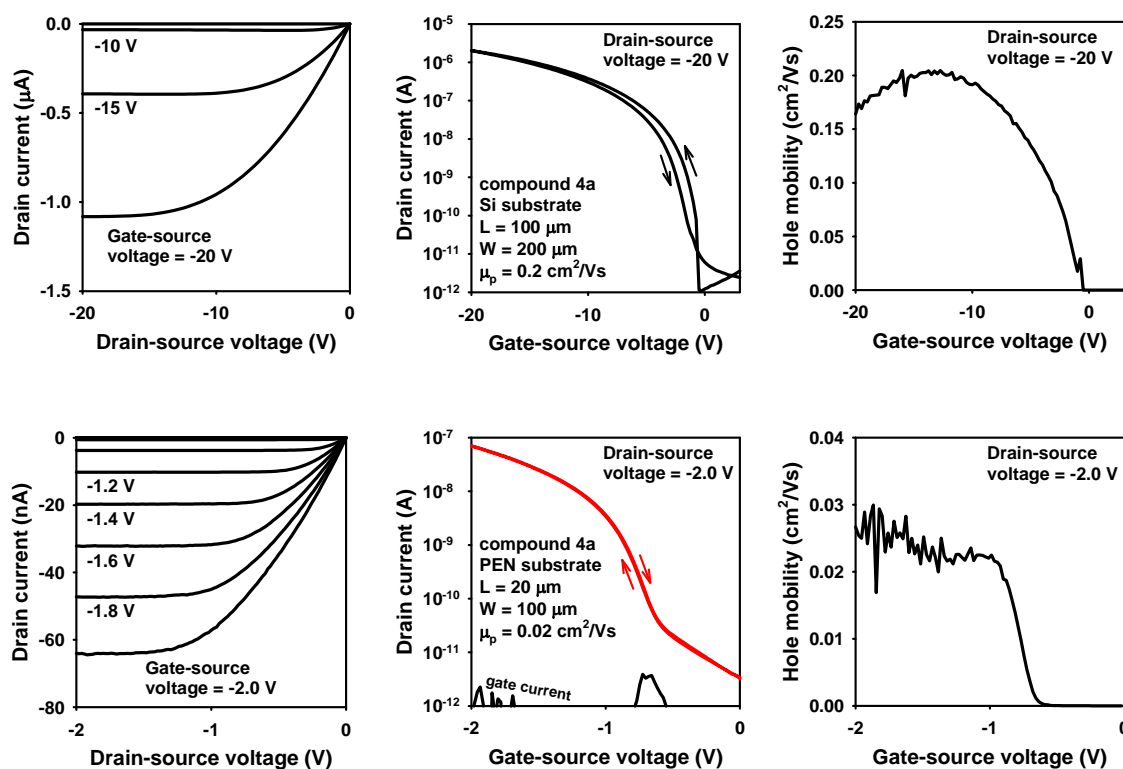 0.0
-0.5
-1.0
-1.5
-20
-10
0
-10 V
-15 V
Gate-source
voltage = -20 V
Drain current (μA)
Drain-source voltage (V)
10⁻⁵
10⁻⁶
10⁻⁷
10⁻⁸
10⁻⁹
10⁻¹⁰
10⁻¹¹
10⁻¹²
-20
-10
0
Drain-source
voltage = -20 V
compound 4a
Si substrate
L = 100 μm
W = 200 μm
μp = 0.2 cm²/Vs
Drain current (A)
Gate-source voltage (V)
0.25
0.20
0.15
0.10
0.05
0.00
-20
-10
0
Drain-source
voltage = -20 V
Hole mobility (cm²/Vs)
Gate-source voltage (V)
0
-20
-40
-60
-80
-2
-1
0
-1.2 V
-1.4 V
-1.6 V
-1.8 V
Gate-source
voltage = -2.0 V
Drain current (nA)
Drain-source voltage (V)
10⁻⁷
10⁻⁸
10⁻⁹
10⁻¹⁰
10⁻¹¹
10⁻¹²
-2
-1
0
Drain-source
voltage = -2.0 V
compound 4a
PEN substrate
L = 20 μm
W = 100 μm
μp = 0.02 cm²/Vs
gate current
Drain current (A)
Gate-source voltage (V)
0.04
0.03
0.02
0.01
0.00
-2
-1
0
Drain-source
voltage = -2.0 V
Hole mobility (cm²/Vs)
Gate-source voltage (V)